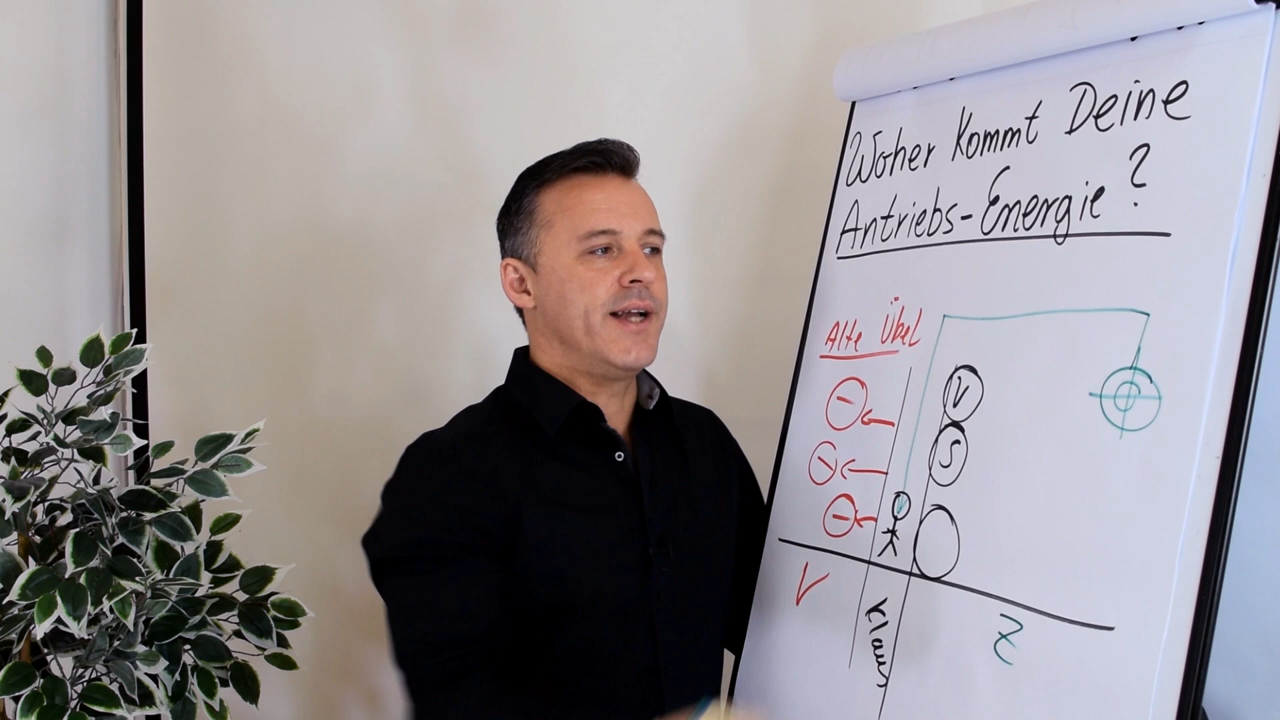 Woher kommt Deine
Antriebs-Energie?
Alte Übel
V
S
V
Klaus
Z